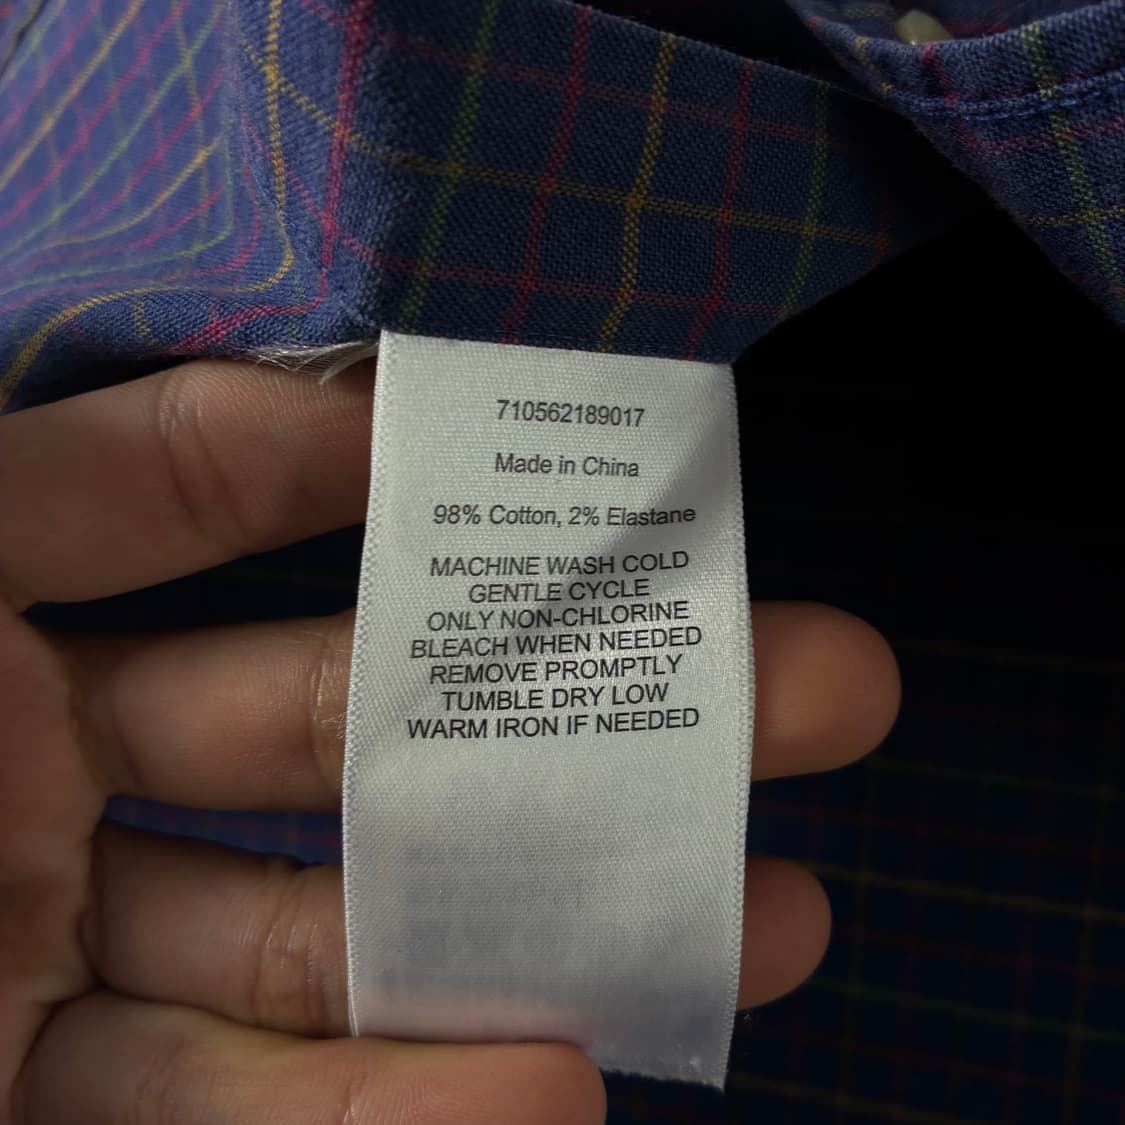 710562189017
Made in China
98% Cotton, 2% Elastane
MACHINE WASH COLD
GENTLE CYCLE
ONLY NON-CHLORINE
BLEACH WHEN NEEDED
REMOVE PROMPTLY
TUMBLE DRY LOW
WARM IRON IF NEEDED